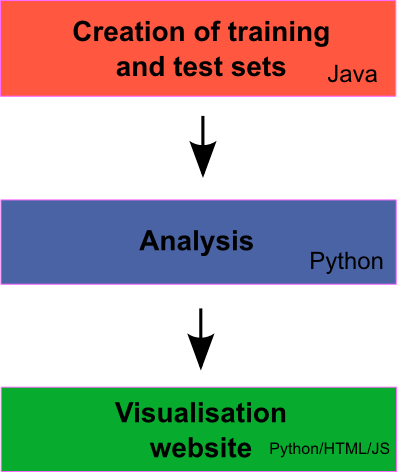 Creation of training
and test sets
Java
Analysis
Python
Visualisation
website
Python/HTML/JS